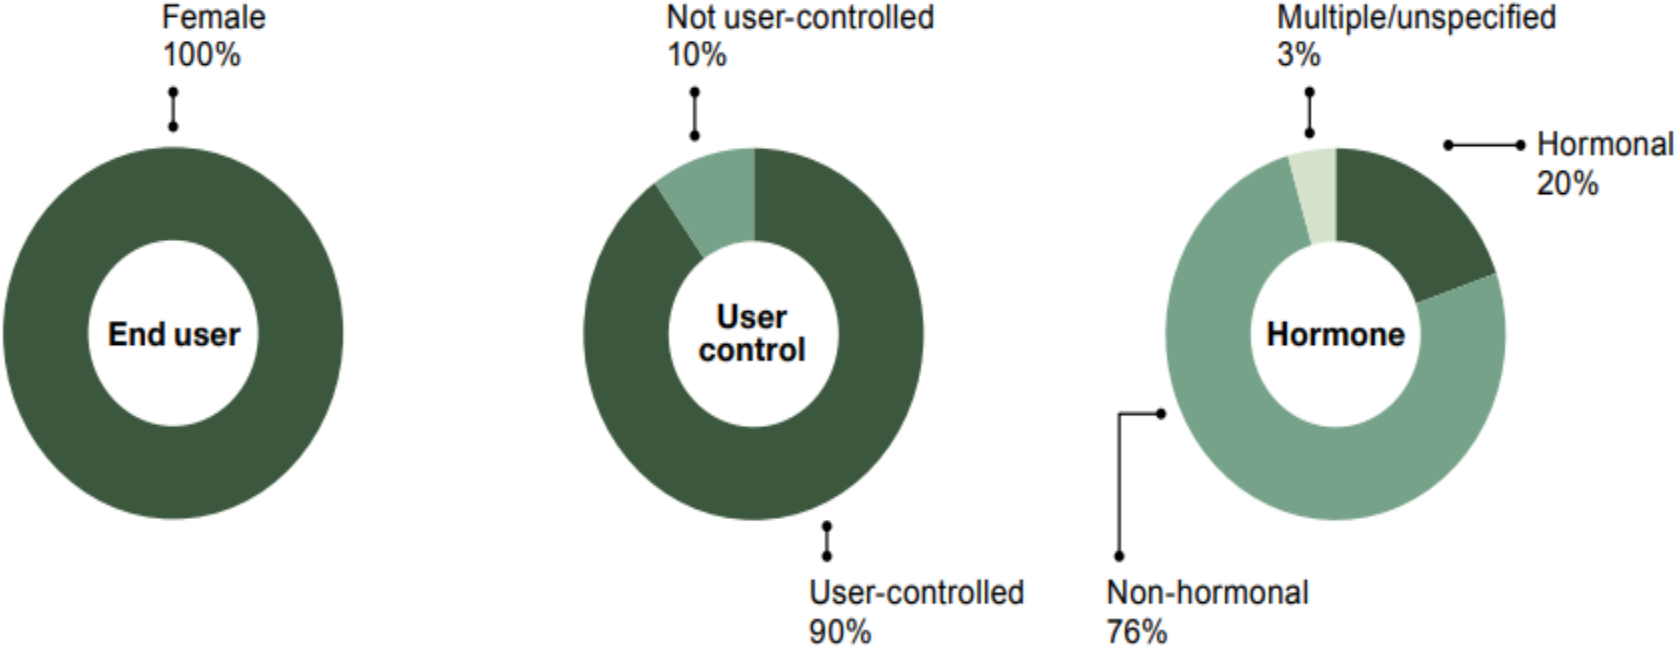 Female
100%
End user
Not user-controlled
10%
User
control
User-controlled
90%
Multiple/unspecified
3%
Hormonal
20%
Hormone
Non-hormonal
76%